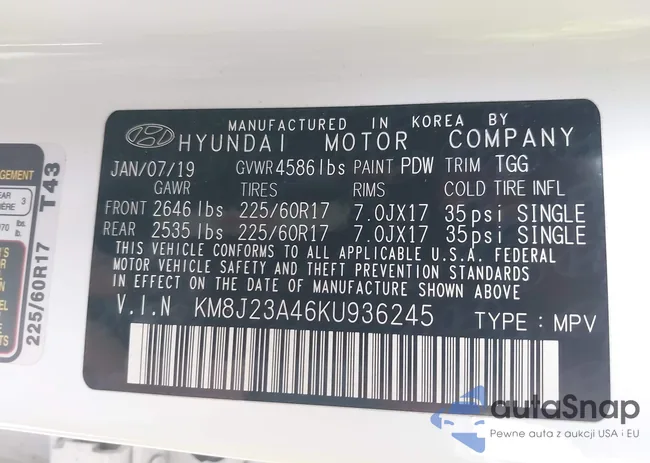 MANUFACTURED IN KOREA BY
HYUNDAI MOTOR COMPANY
JAN/07/19 GVWR 4586 lbs PAINT PDW TRIM TGG
GAWR TIRES RIMS COLD TIRE INFL
FRONT 2646 lbs 225/60R17 7.0JX17 35psi SINGLE
REAR 2535 lbs 225/60R17 7.0JX17 35psi SINGLE
THIS VEHICLE CONFORMS TO ALL APPLICABLE U.S.A. FEDERAL
MOTOR VEHICLE SAFETY AND THEFT PREVENTION STANDARDS
IN EFFECT ON THE DATE OF MANUFACTURE SHOWN ABOVE.
V.I.N KM8J23A46KU936245 TYPE : MPV
225/60R17 T43
autaSnap
Pewne auta z aukcji USA i EU